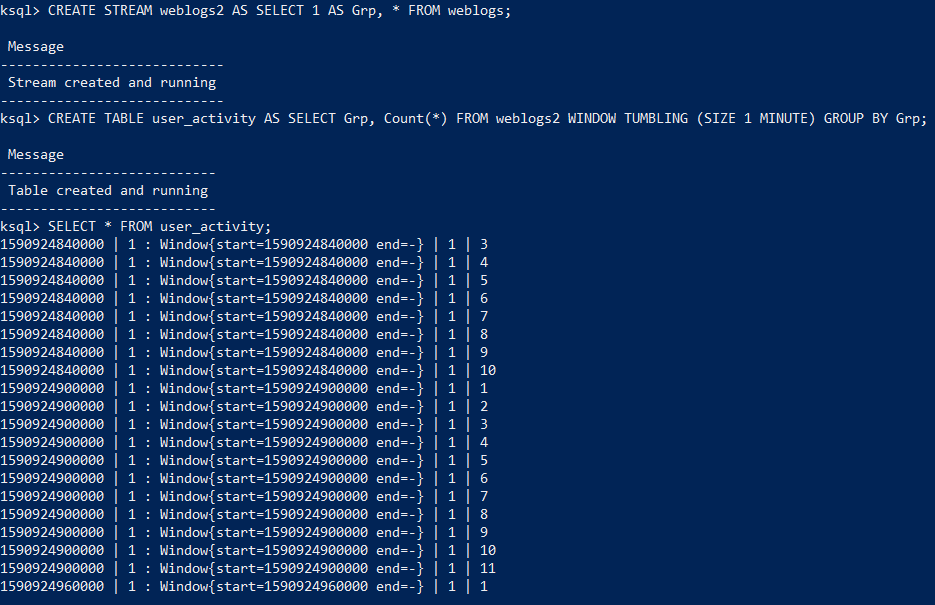 ksql> CREATE STREAM weblogs2 AS SELECT 1 AS Grp, * FROM weblogs;
Message
----------------------------
Stream created and running
----------------------------
ksql> CREATE TABLE user_activity AS SELECT Grp, Count(*) FROM weblogs2 WINDOW TUMBLING (SIZE 1 MINUTE) GROUP BY Grp;
Message
---------------------------
Table created and running
---------------------------
ksql> SELECT * FROM user_activity;
1590924840000 | 1 : Window{start=1590924840000 end=-} | 1 | 3
1590924840000 | 1 : Window{start=1590924840000 end=-} | 1 | 4
1590924840000 | 1 : Window{start=1590924840000 end=-} | 1 | 5
1590924840000 | 1 : Window{start=1590924840000 end=-} | 1 | 6
1590924840000 | 1 : Window{start=1590924840000 end=-} | 1 | 7
1590924840000 | 1 : Window{start=1590924840000 end=-} | 1 | 8
1590924840000 | 1 : Window{start=1590924840000 end=-} | 1 | 9
1590924840000 | 1 : Window{start=1590924840000 end=-} | 1 | 10
1590924900000 | 1 : Window{start=1590924900000 end=-} | 1 | 1
1590924900000 | 1 : Window{start=1590924900000 end=-} | 1 | 2
1590924900000 | 1 : Window{start=1590924900000 end=-} | 1 | 3
1590924900000 | 1 : Window{start=1590924900000 end=-} | 1 | 4
1590924900000 | 1 : Window{start=1590924900000 end=-} | 1 | 5
1590924900000 | 1 : Window{start=1590924900000 end=-} | 1 | 6
1590924900000 | 1 : Window{start=1590924900000 end=-} | 1 | 7
1590924900000 | 1 : Window{start=1590924900000 end=-} | 1 | 8
1590924900000 | 1 : Window{start=1590924900000 end=-} | 1 | 9
1590924900000 | 1 : Window{start=1590924900000 end=-} | 1 | 10
1590924900000 | 1 : Window{start=1590924900000 end=-} | 1 | 11
1590924960000 | 1 : Window{start=1590924960000 end=-} | 1 | 1